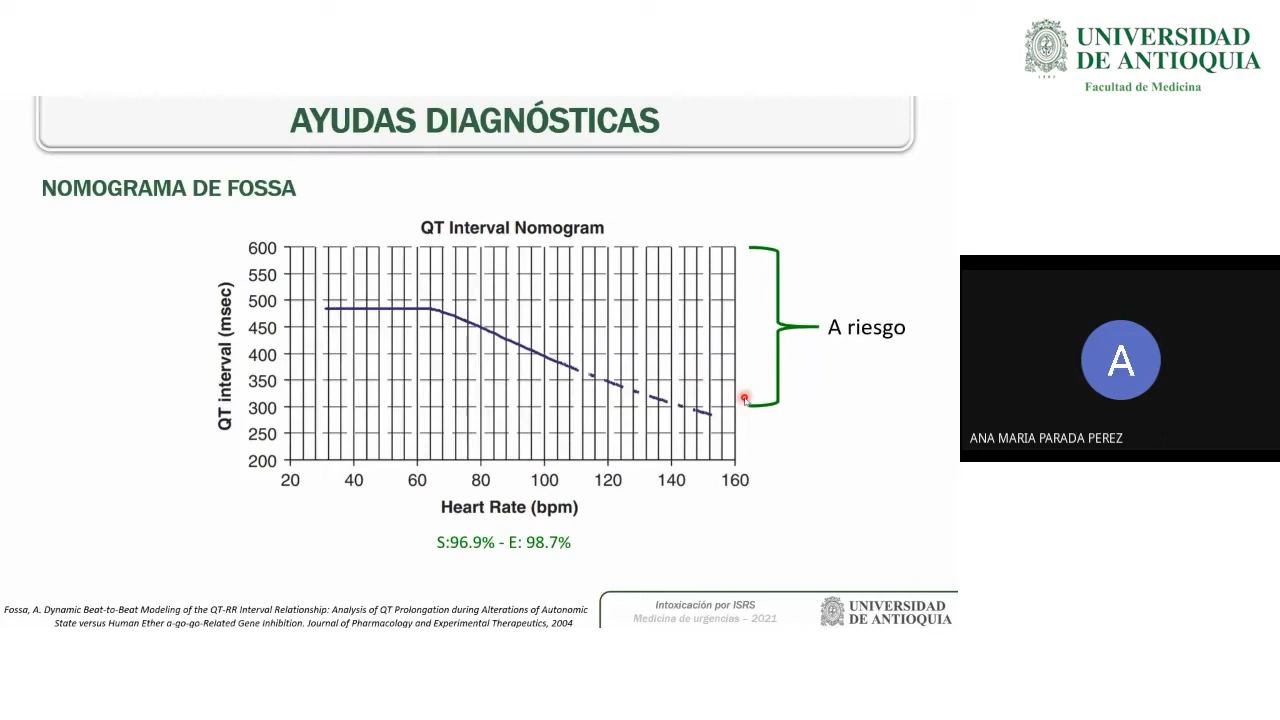 UNIVERSIDAD
DE ANTIOQUIA
1803
Facultad de Medicina
AYUDAS DIAGNÓSTICAS
NOMOGRAMA DE FOSSA
QT Interval Nomogram
QT interval (msec)
600
550
500
450
400
350
300
250
200
20 40 60 80 100 120 140 160
Heart Rate (bpm)
A riesgo
S:96.9% - E: 98.7%
A
ANA MARIA PARADA PEREZ
Fossa, A. Dynamic Beat-to-Beat Modeling of the QT-RR Interval Relationship: Analysis of QT Prolongation during Alterations of Autonomic
State versus Human Ether a-go-go-Related Gene Inhibition. Journal of Pharmacology and Experimental Therapeutics, 2004
Intoxicación por ISRS
Medicina de urgencias – 2021
UNIVERSIDAD
DE ANTIOQUIA